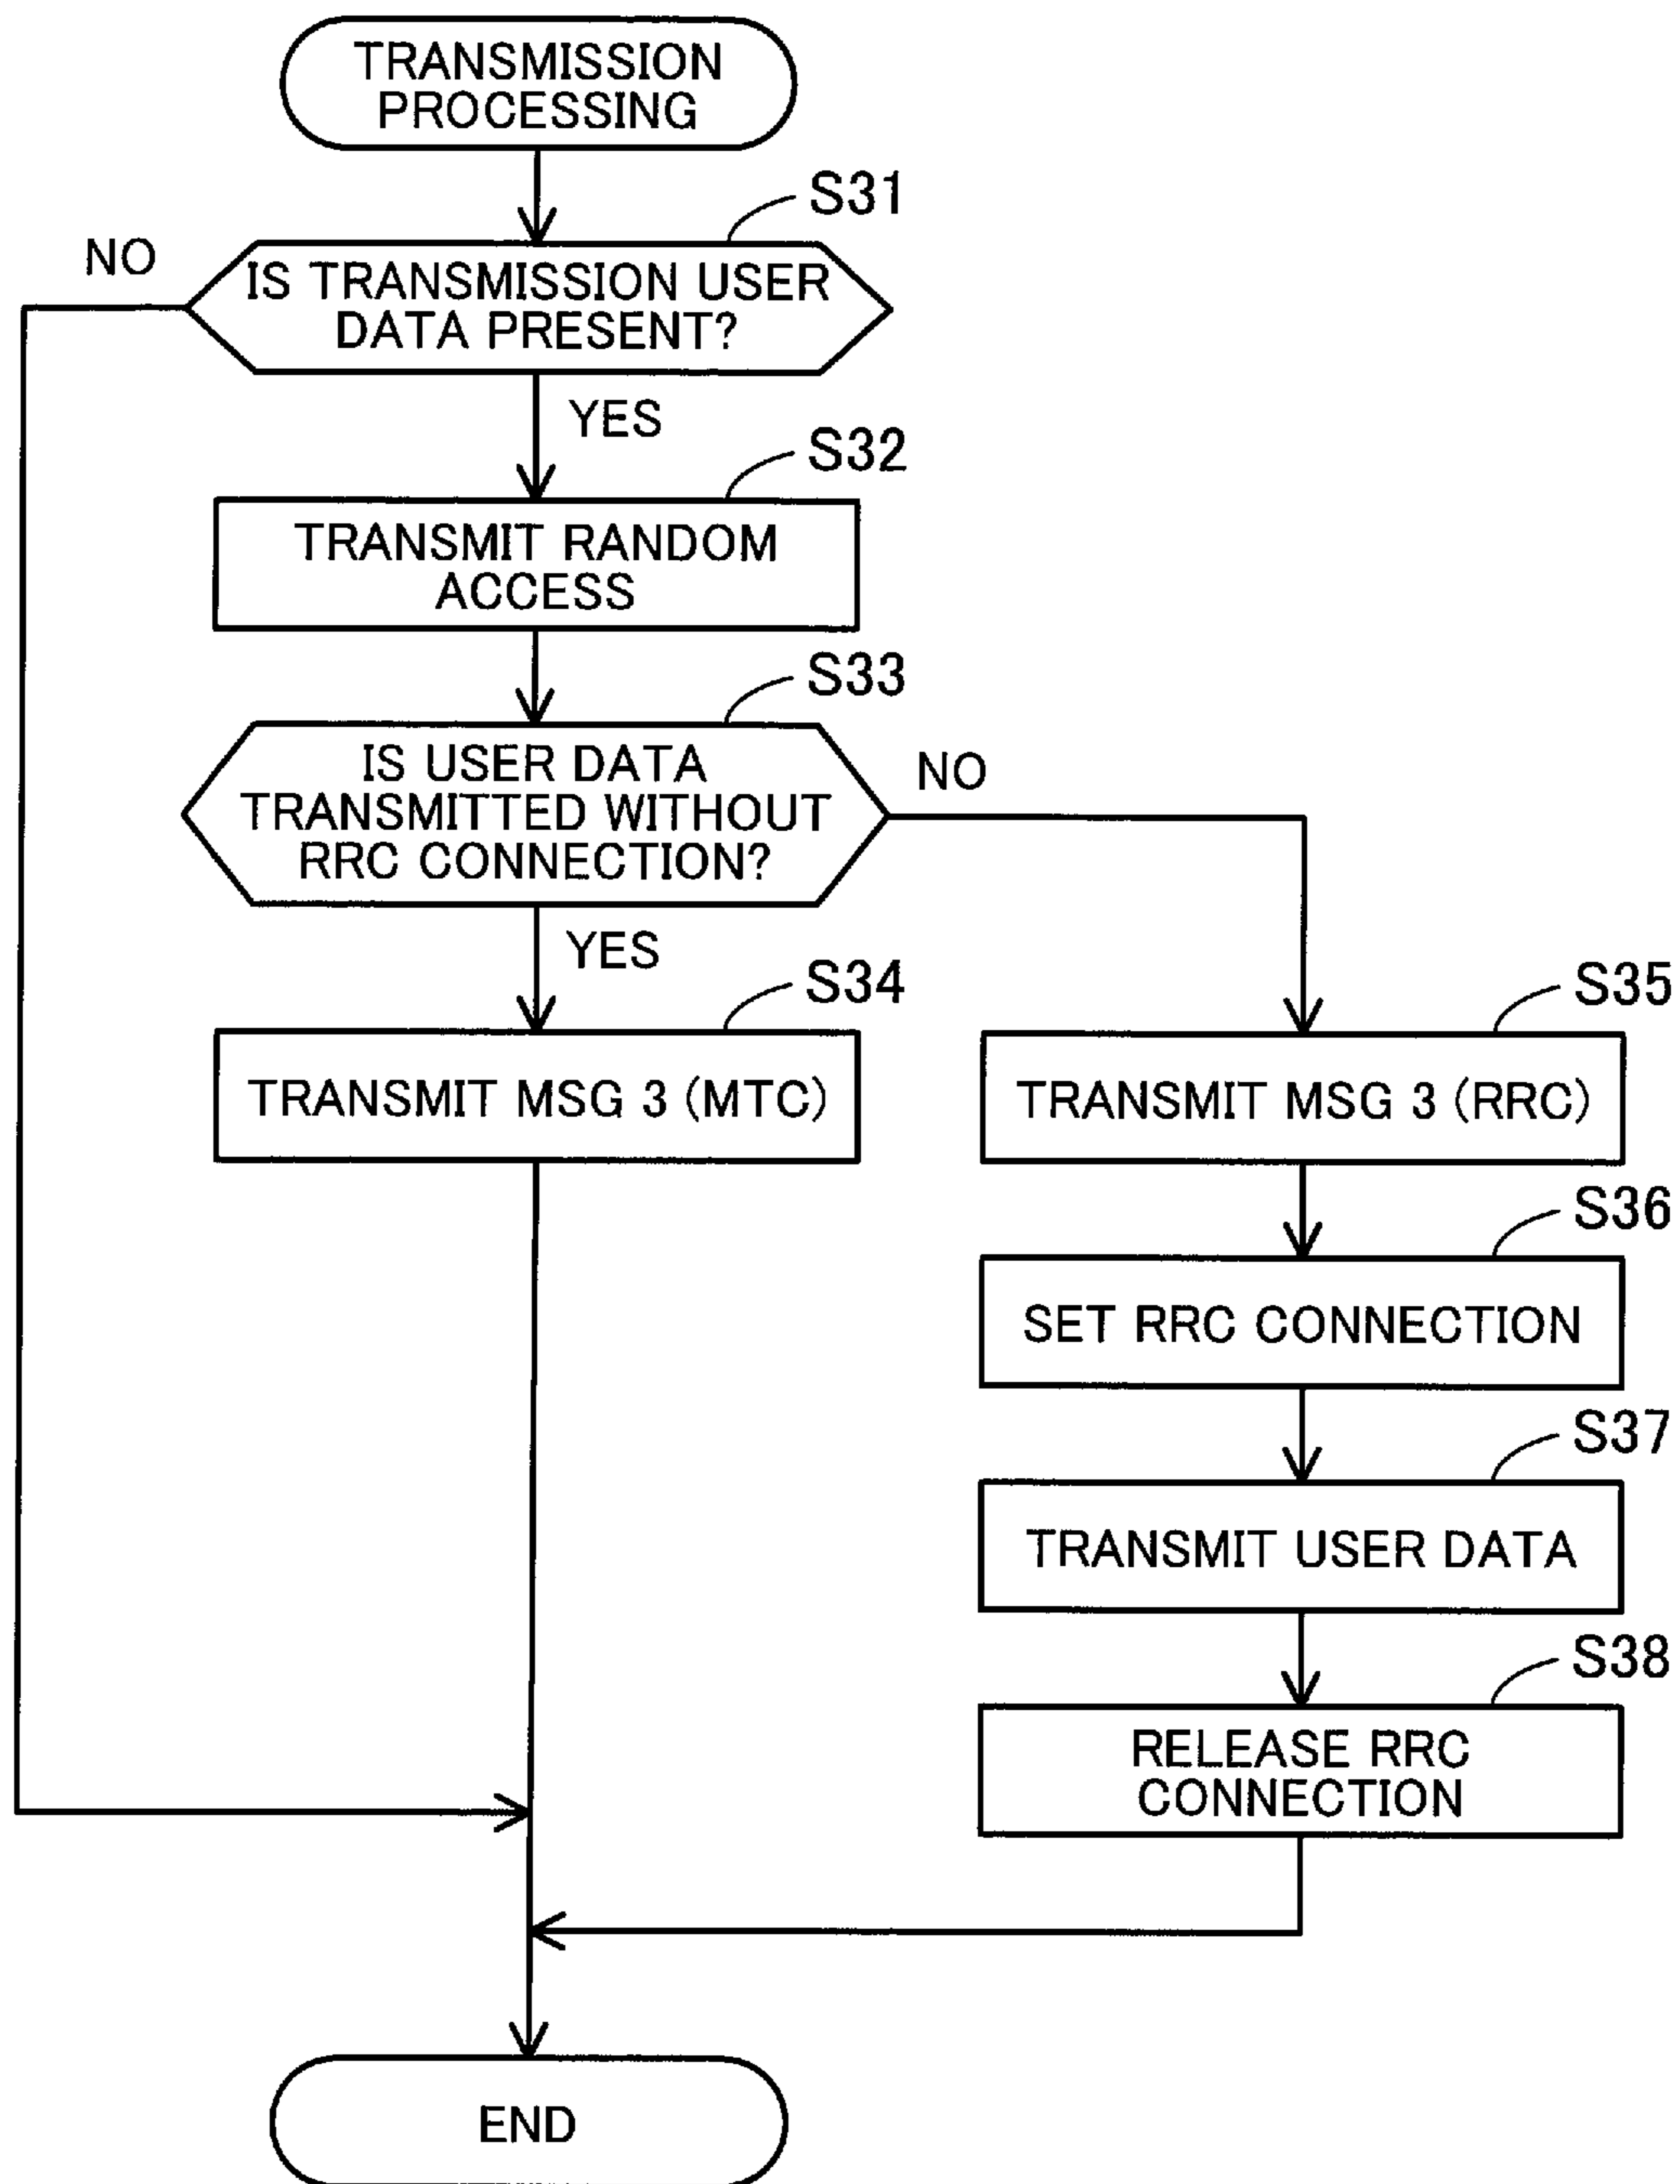 TRANSMISSION
PROCESSING
S31
NO
IS TRANSMISSION USER
DATA PRESENT?
YES
S32
TRANSMIT RANDOM
ACCESS
S33
IS USER DATA
TRANSMITTED WITHOUT
RRC CONNECTION?
NO
YES
S34
TRANSMIT MSG 3 (MTC)
S35
TRANSMIT MSG 3 (RRC)
S36
SET RRC CONNECTION
S37
TRANSMIT USER DATA
S38
RELEASE RRC
CONNECTION
END